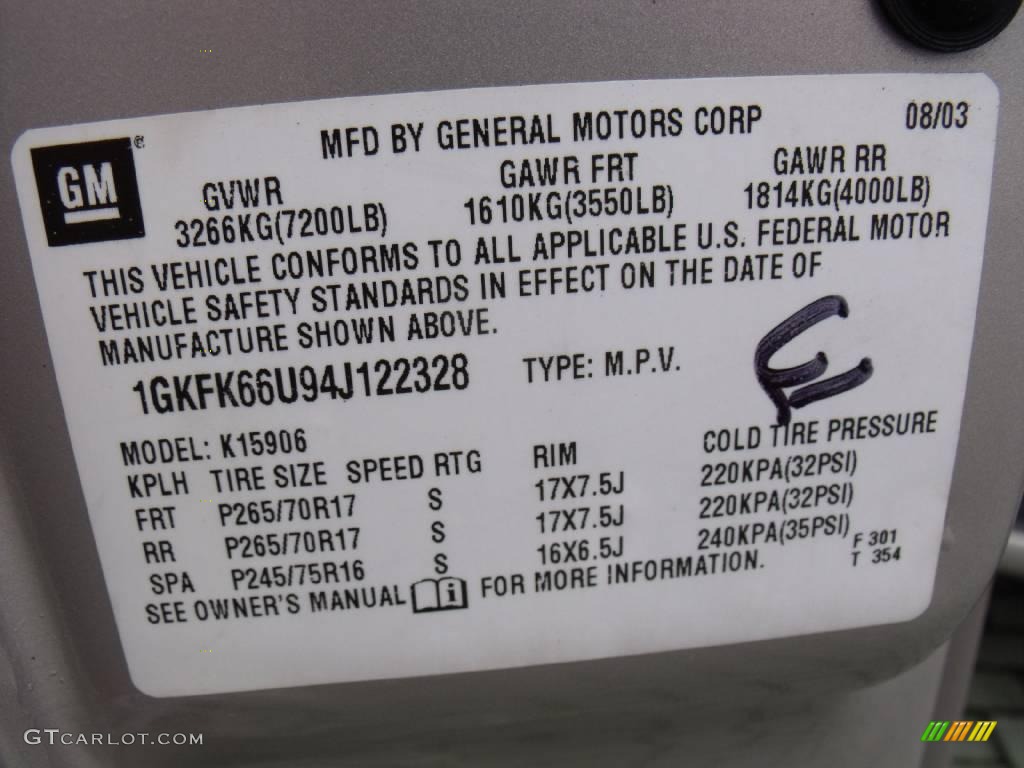 GM®
MFD BY GENERAL MOTORS CORP
08/03
GVWR GAWR FRT GAWR RR
3266KG(7200LB) 1610KG(3550LB) 1814KG(4000LB)
THIS VEHICLE CONFORMS TO ALL APPLICABLE U.S. FEDERAL MOTOR
VEHICLE SAFETY STANDARDS IN EFFECT ON THE DATE OF
MANUFACTURE SHOWN ABOVE.
1GKFK66U94J122328 TYPE: M.P.V.
MODEL: K15906
KPLH TIRE SIZE SPEED RTG RIM COLD TIRE PRESSURE
FRT P265/70R17 S 17X7.5J 220KPA(32PSI)
RR P265/70R17 S 17X7.5J 220KPA(32PSI)
SPA P245/75R16 S 16X6.5J 240KPA(35PSI)
F 301
T 354
SEE OWNER'S MANUAL i FOR MORE INFORMATION.
GTCARLOT.COM